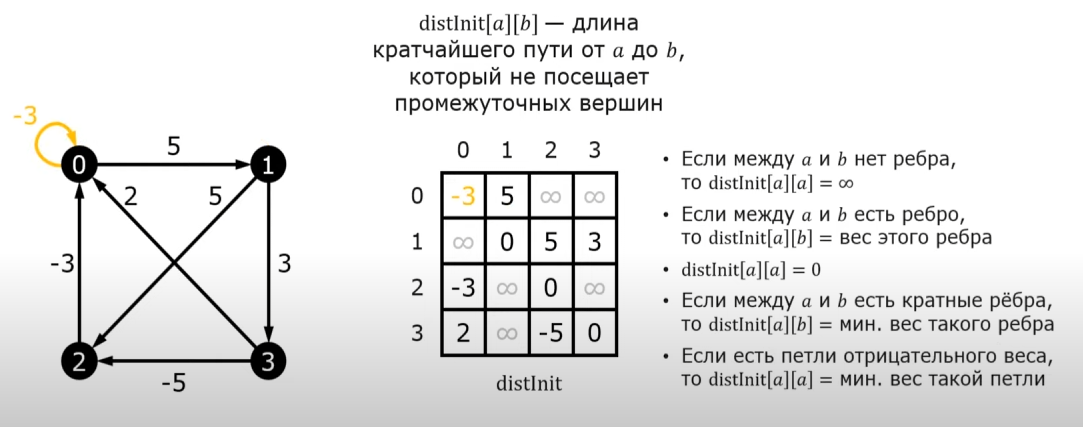 distInit[a][b] — длина
кратчайшего пути от a до b,
который не посещает
промежуточных вершин
-3
0
5
1
2
5
-3
3
2
-5
3
0 1 2 3
0 -3 5 ∞ ∞
1 ∞ 0 5 3
2 -3 ∞ 0 ∞
3 2 ∞ -5 0
distInit
• Если между a и b нет ребра,
то distInit[a][a] = ∞
• Если между a и b есть ребро,
то distInit[a][b] = вес этого ребра
• distInit[a][a] = 0
• Если между a и b есть кратные рёбра,
то distInit[a][b] = мин. вес такого ребра
• Если есть петли отрицательного веса,
то distInit[a][a] = мин. вес такой петли